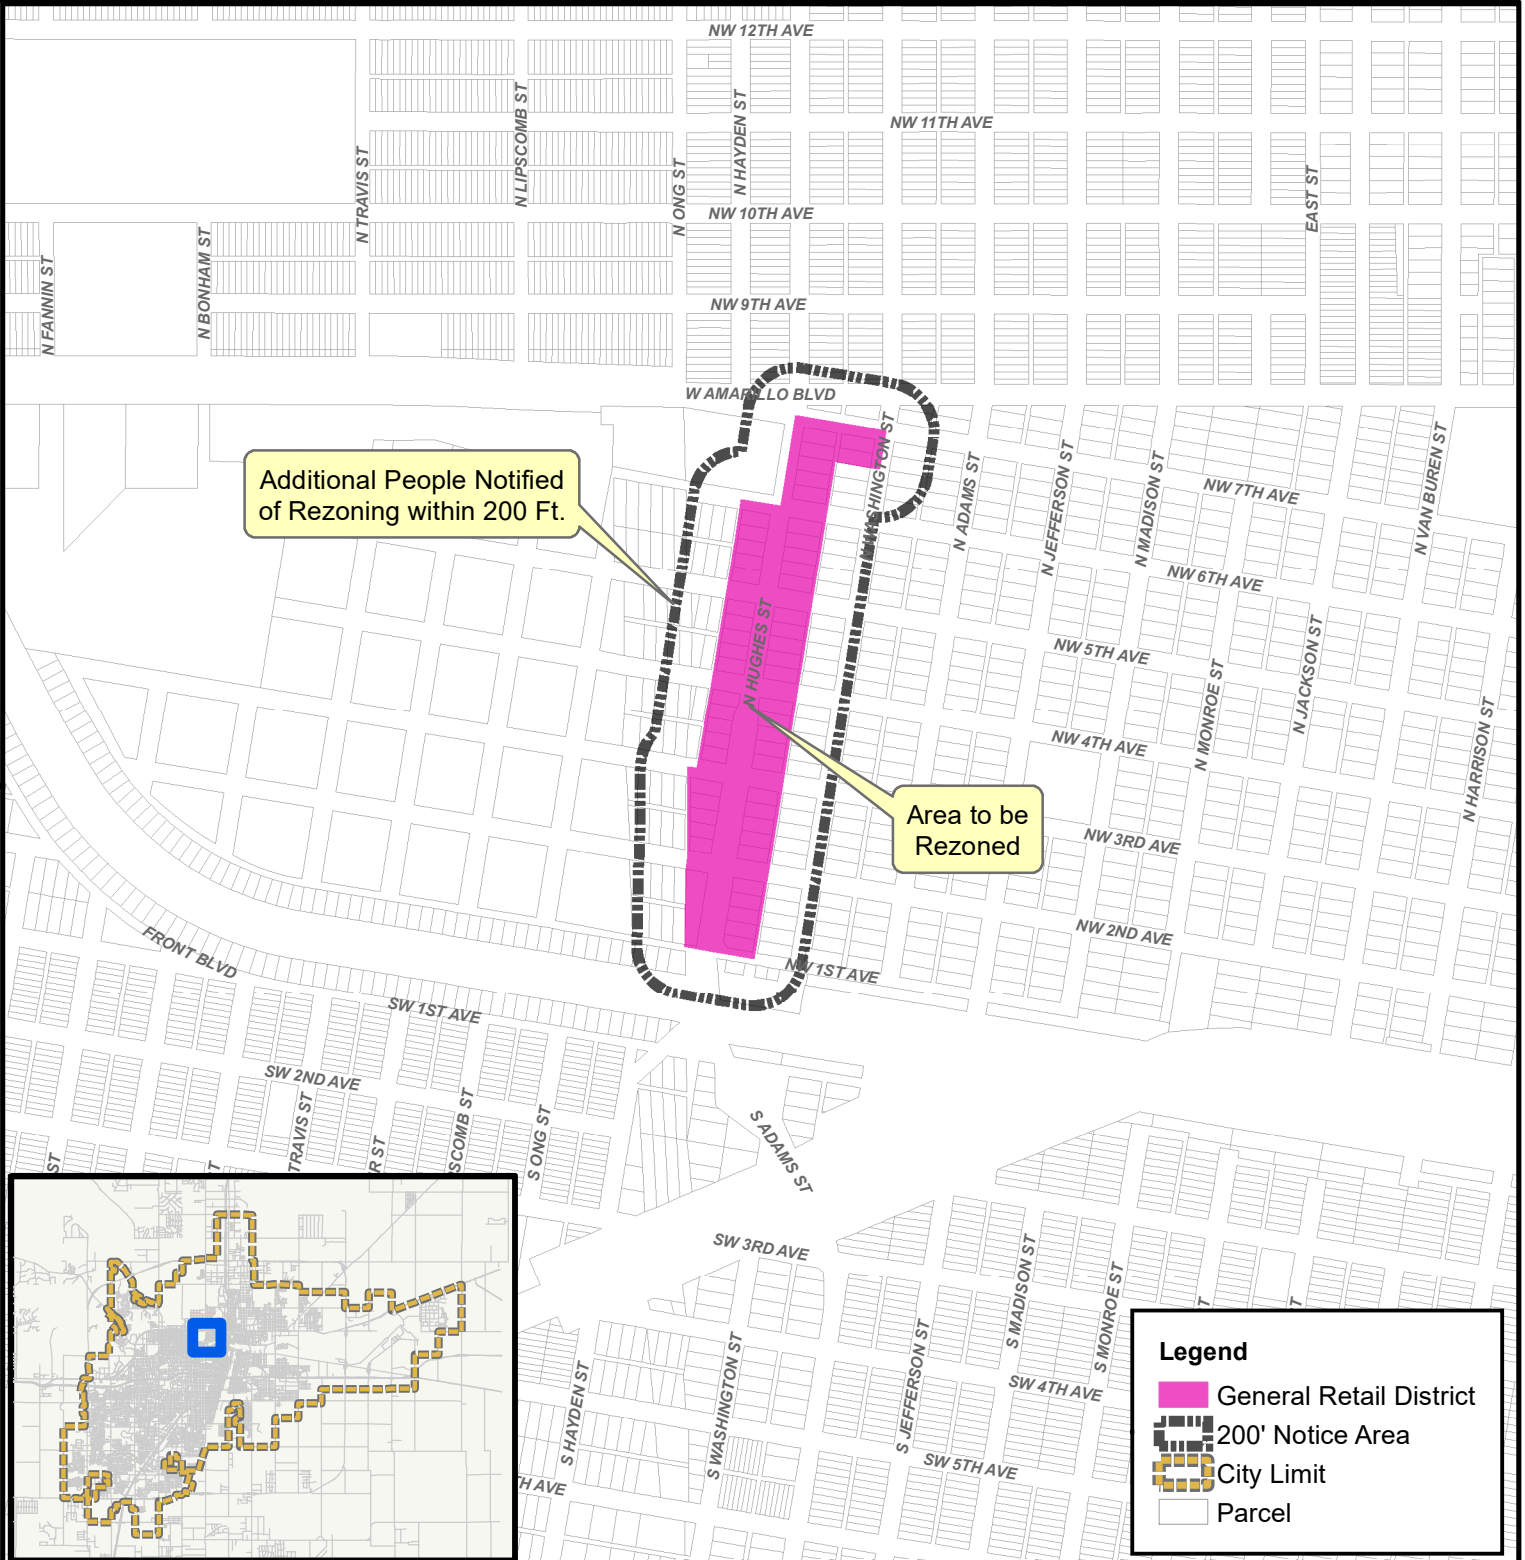 NW 12TH AVE
N HAYDEN ST
N LIPSCOMB ST
NW 11TH AVE
N TRAVIS ST
N ONG ST
EAST ST
NW 10TH AVE
N BONHAM ST
N FANNIN ST
NW 9TH AVE
W AMARILLO BLVD
N WASHINGTON ST
N ADAMS ST
N JEFFERSON ST
N MADISON ST
NW 7TH AVE
N VAN BUREN ST
Additional People Notified
of Rezoning within 200 Ft.
NW 6TH AVE
N HUGHES ST
NW 5TH AVE
N JACKSON ST
N MONROE ST
NW 4TH AVE
N HARRISON ST
Area to be
Rezoned
NW 3RD AVE
NW 2ND AVE
FRONT BLVD
NW 1ST AVE
SW 1ST AVE
SW 2ND AVE
TRAVIS ST
R ST
SCOMB ST
S ONG ST
S ADAMS ST
ST
T
SW 3RD AVE
S MADISON ST
S MONROE ST
T
T
S WASHINGTON ST
S JEFFERSON ST
S HAYDEN ST
SW 4TH AVE
SW 5TH AVE
TH AVE
Legend
General Retail District
200' Notice Area
City Limit
Parcel